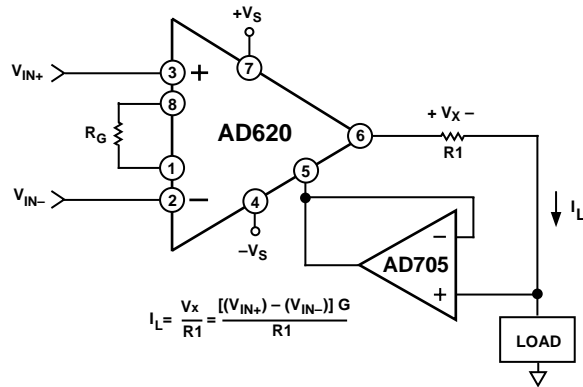 +VS
VIN+
3
+
7
8
+ VX –
RG
AD620
6
R1
1
5
VIN–
2
–
4
IL
–VS
–
AD705
+
IL= Vx/R1 = [(VIN+) – (VIN–)] G/R1
LOAD